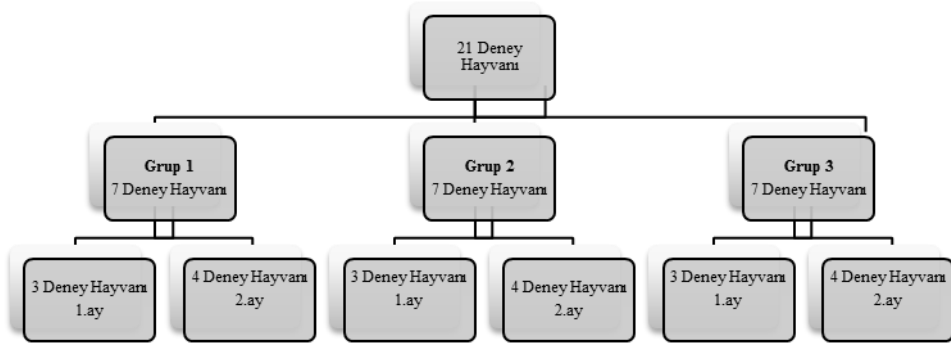 21 Deney
Hayvanı
Grup 1
7 Deney Hayvanı
Grup 2
7 Deney Hayvanı
Grup 3
7 Deney Hayvanı
3 Deney Hayvanı
1.ay
4 Deney Hayvanı
2.ay
3 Deney Hayvanı
1.ay
4 Deney Hayvanı
2.ay
3 Deney Hayvanı
1.ay
4 Deney Hayvanı
2.ay